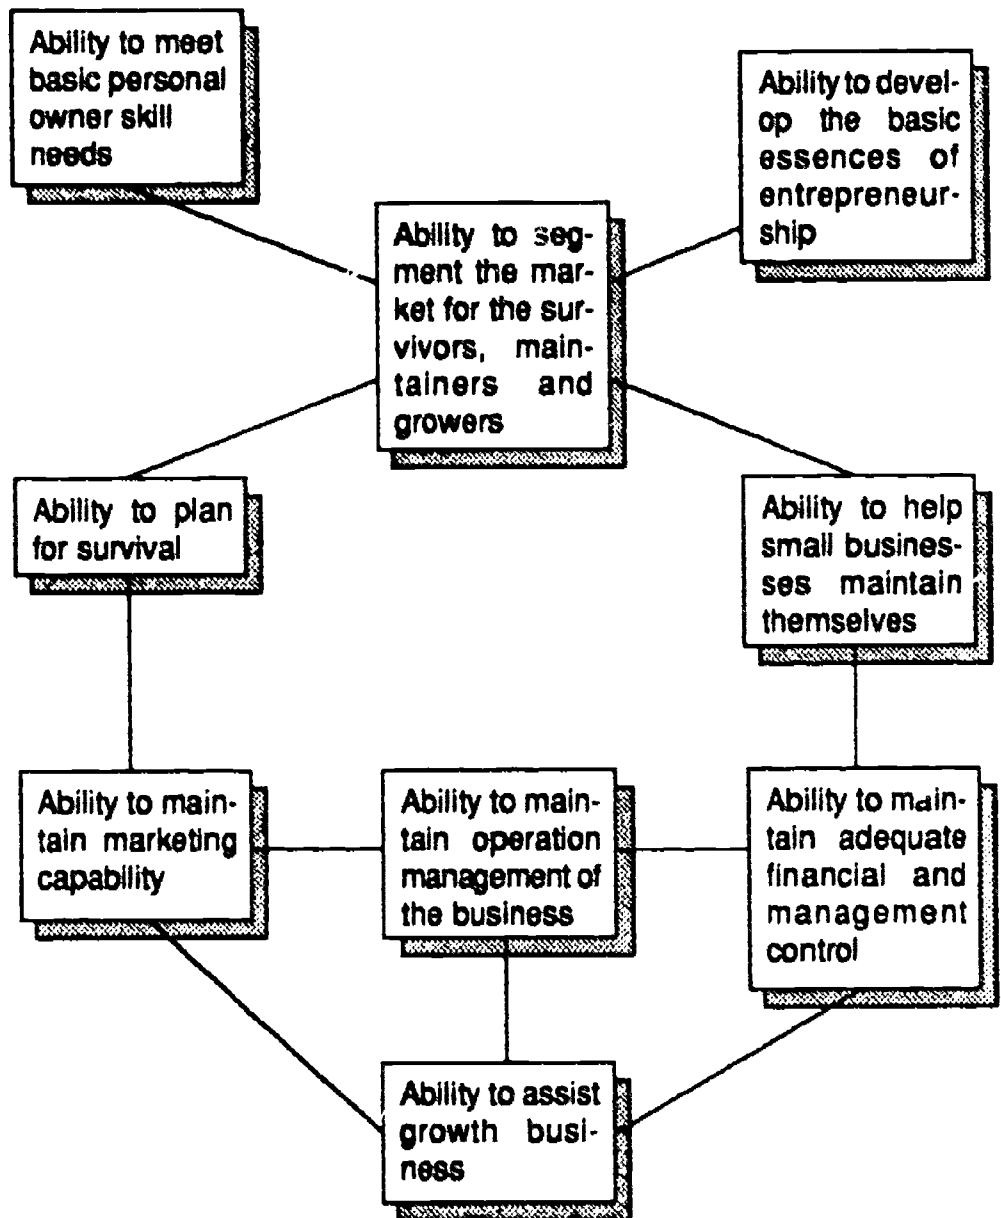 Ability to meet
basic personal
owner skill
needs
Ability to devel-
op the basic
essences of
entrepreneur-
ship
Ability to seg-
ment the mar-
ket for the sur-
vivors, main-
tainers and
growers
Ability to plan
for survival
Ability to help
small busines-
ses maintain
themselves
Ability to main-
tain marketing
capability
Ability to main-
tain operation
management of
the business
Ability to main-
tain adequate
financial and
management
control
Ability to assist
growth busi-
ness